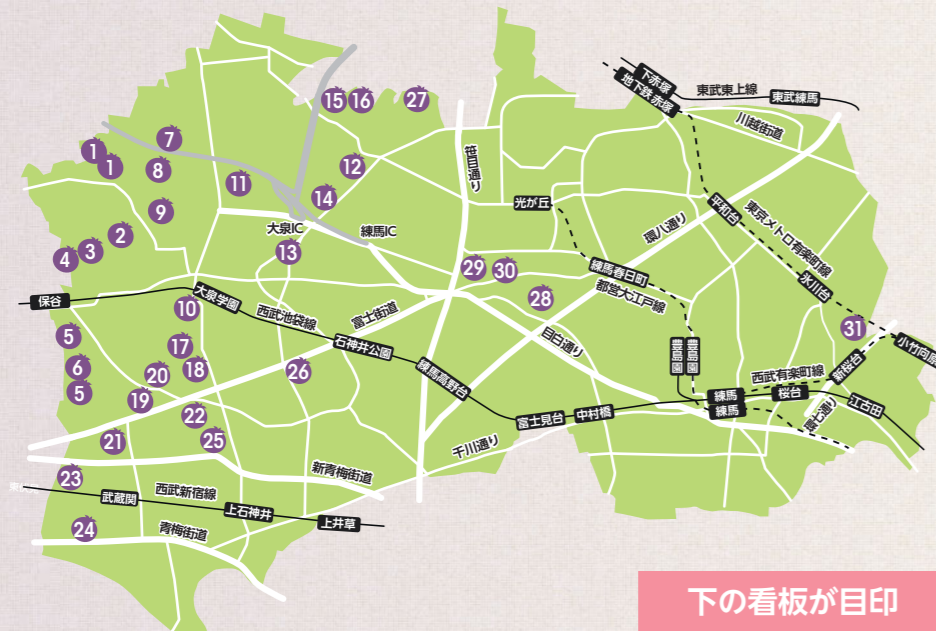 15
16
27
下赤塚
地下鉄 赤塚
東武東上線
東武練馬
川越街道
笹目通り
1
1
7
8
11
12
14
9
光が丘
平和台
東京メトロ有楽町線
環八通り
2
3
4
大泉IC
練馬IC
13
29
30
28
練馬春日町
都営大江戸線
氷川台
保谷
大泉学園
10
西武池袋線
富士街道
石神井公園
目白通り
31
小竹向原
5
6
5
17
18
20
19
26
練馬高野台
豊島園
豊島園
西武有楽町線
新桜台
練馬
練馬
桜台
江古田
富士見台
中村橋
千川通り
21
22
25
新青梅街道
23
武蔵関
西武新宿線
上石神井
上井草
24
青梅街道
下の看板が目印